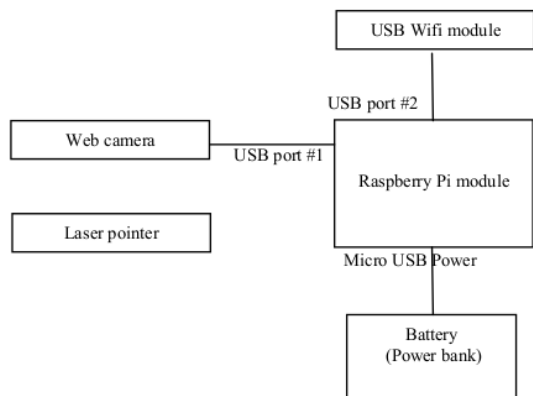 USB Wifi module
USB port #2
Web camera
USB port #1
Raspberry Pi module
Laser pointer
Micro USB Power
Battery
(Power bank)